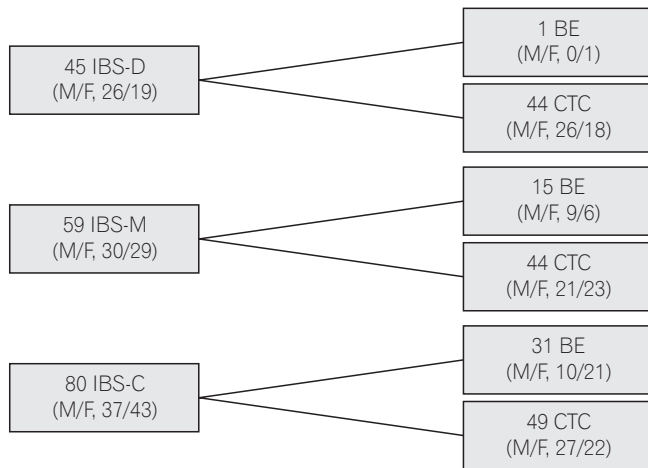 45 IBS-D
(M/F, 26/19)
1 BE
(M/F, 0/1)
44 CTC
(M/F, 26/18)
59 IBS-M
(M/F, 30/29)
15 BE
(M/F, 9/6)
44 CTC
(M/F, 21/23)
80 IBS-C
(M/F, 37/43)
31 BE
(M/F, 10/21)
49 CTC
(M/F, 27/22)